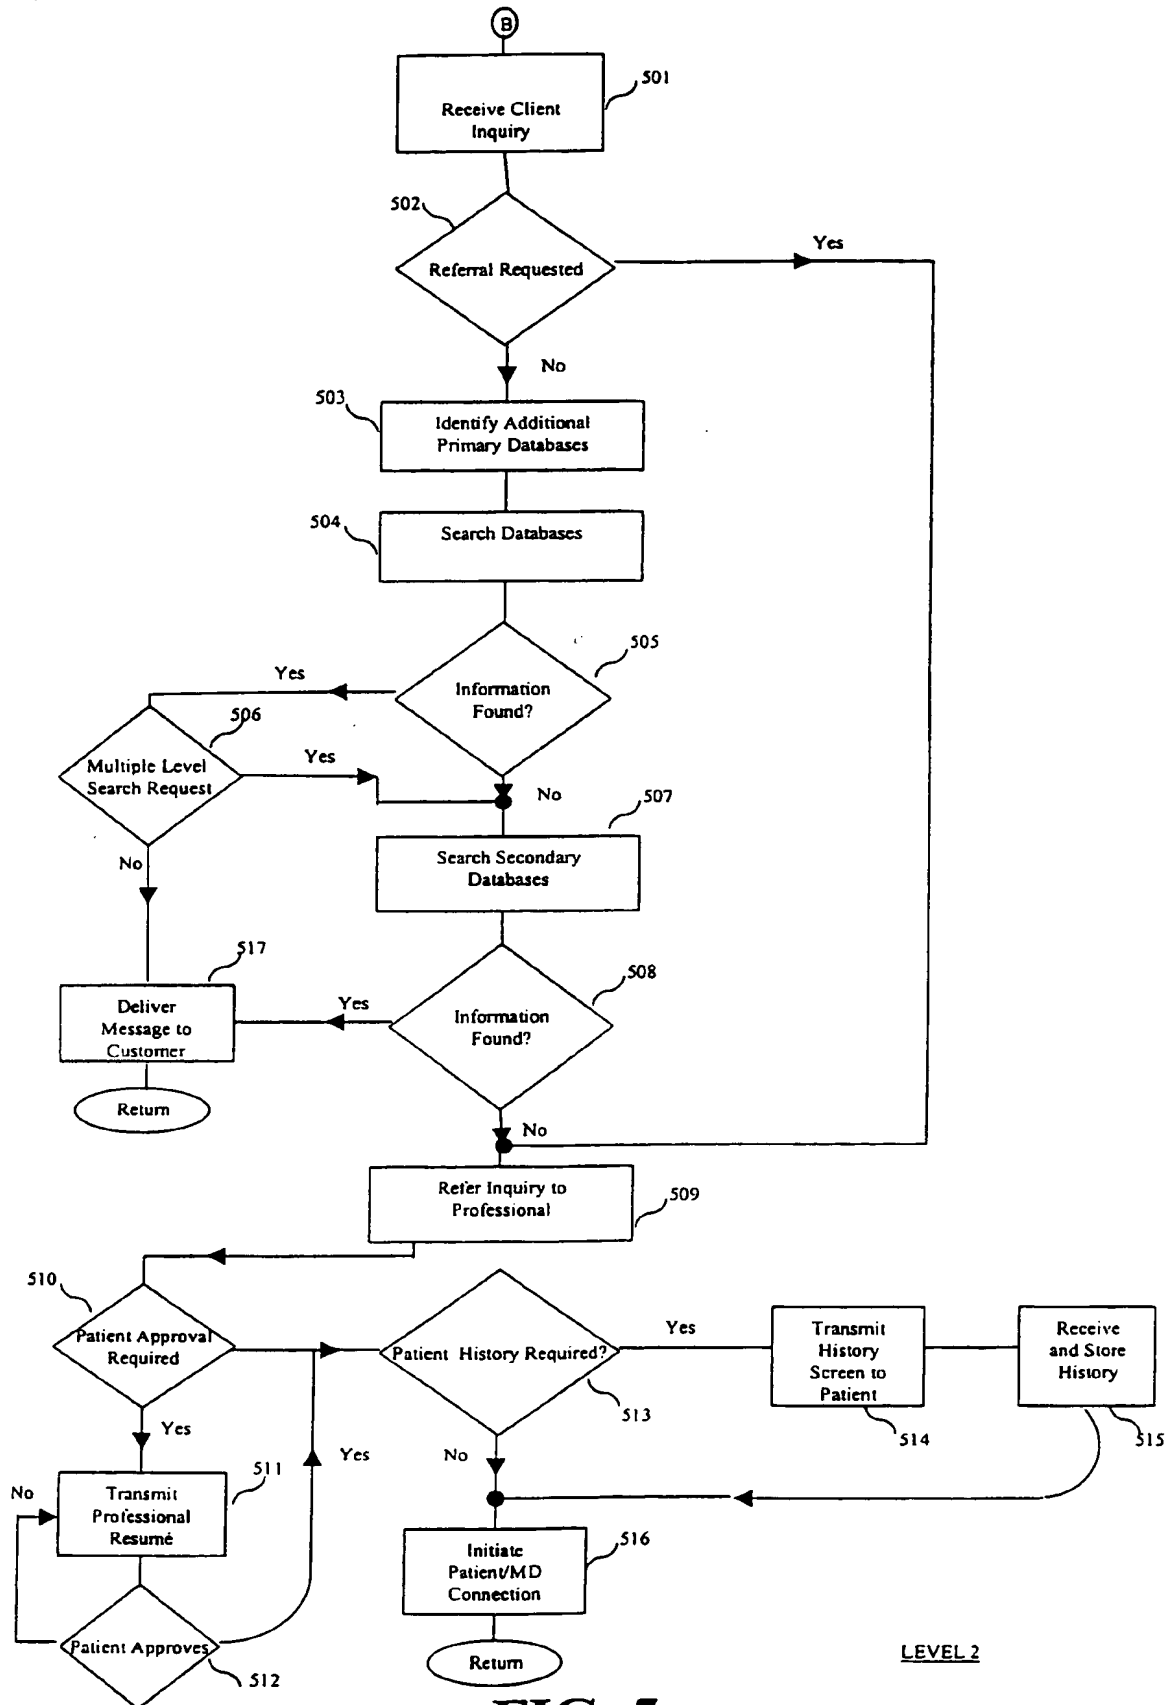 B
Receive Client
Inquiry
501
502
Referral Requested
Yes
No
503
Identify Additional
Primary Databases
504
Search Databases
505
Information
Found?
Yes
506
Multiple Level
Search Request
Yes
No
507
Search Secondary
Databases
No
517
Deliver
Message to
Customer
Return
508
Information
Found?
Yes
No
Refer Inquiry to
Professional
509
510
Patient Approval
Required
Yes
Patient History Required?
513
Yes
No
Transmit
History
Screen to
Patient
514
Receive
and Store
History
515
511
Transmit
Professional
Resumé
No
Yes
Patient Approves
512
516
Initiate
Patient/MD
Connection
Return
LEVEL 2